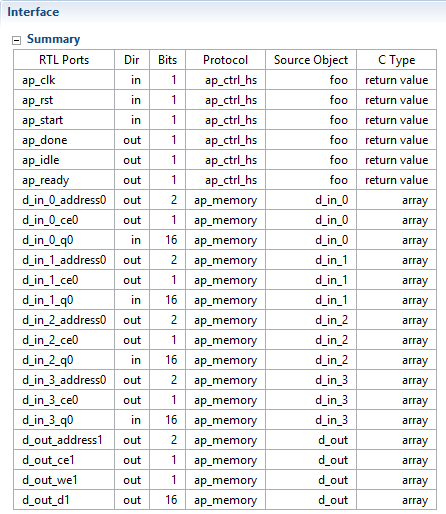 Interface
Summary
RTL Ports Dir Bits Protocol Source Object C Type
ap_clk in 1 ap_ctrl_hs foo return value
ap_rst in 1 ap_ctrl_hs foo return value
ap_start in 1 ap_ctrl_hs foo return value
ap_done out 1 ap_ctrl_hs foo return value
ap_idle out 1 ap_ctrl_hs foo return value
ap_ready out 1 ap_ctrl_hs foo return value
d_in_0_address0 out 2 ap_memory d_in_0 array
d_in_0_ce0 out 1 ap_memory d_in_0 array
d_in_0_q0 in 16 ap_memory d_in_0 array
d_in_1_address0 out 2 ap_memory d_in_1 array
d_in_1_ce0 out 1 ap_memory d_in_1 array
d_in_1_q0 in 16 ap_memory d_in_1 array
d_in_2_address0 out 2 ap_memory d_in_2 array
d_in_2_ce0 out 1 ap_memory d_in_2 array
d_in_2_q0 in 16 ap_memory d_in_2 array
d_in_3_address0 out 2 ap_memory d_in_3 array
d_in_3_ce0 out 1 ap_memory d_in_3 array
d_in_3_q0 in 16 ap_memory d_in_3 array
d_out_address1 out 2 ap_memory d_out array
d_out_ce1 out 1 ap_memory d_out array
d_out_we1 out 1 ap_memory d_out array
d_out_d1 out 16 ap_memory d_out array